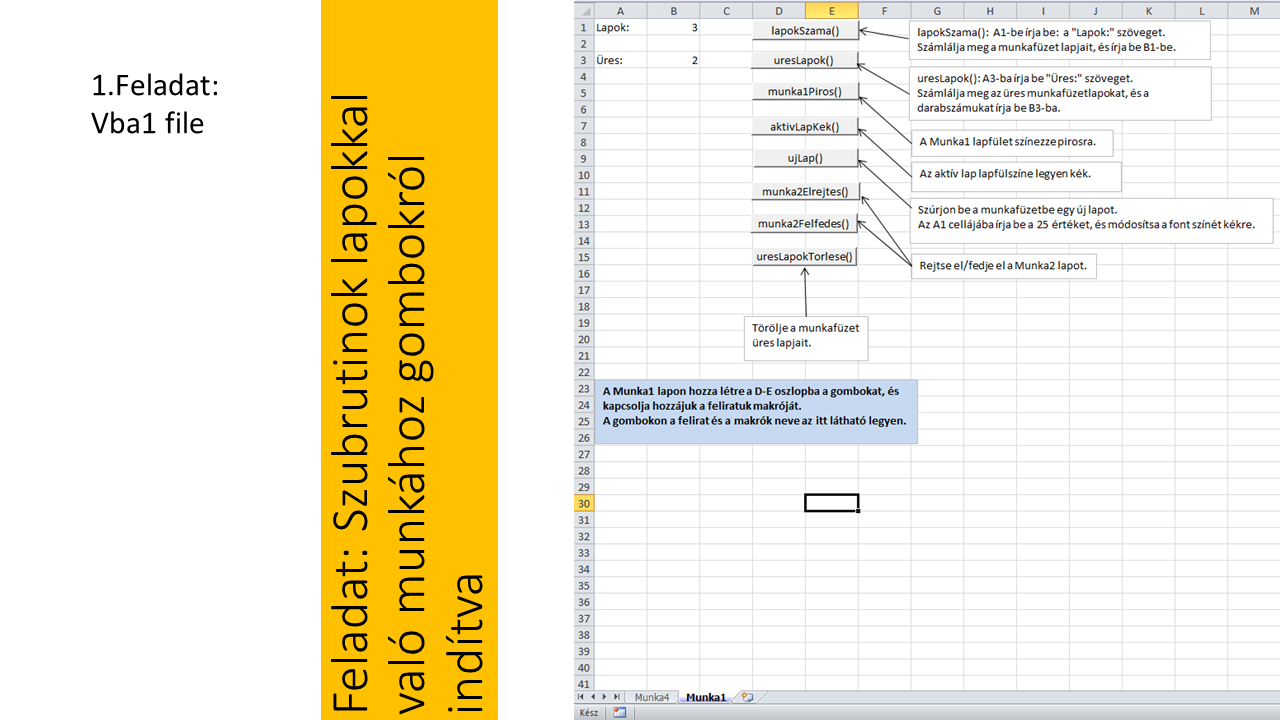 1.Feladat:
Vba1 file
Feladat: Szubrutinok lapokkal
való munkához gombokról
indítva
A B C D E F G H I J K L M
1 Lapok: 3
2
3 Üres: 2
4
5
6
7
8
9
10
11
12
13
14
15
16
17
18
19
20
21
22
23
24
25
26
27
28
29
30
31
32
33
34
35
36
37
38
39
40
41
lapokSzama()
uresLapok()
munka1Piros()
aktivLapKek()
ujLap()
munka2Elrejtes()
munka2Felfedes()
uresLapokTorlese()
lapokSzama(): A1-be írja be: a "Lapok:" szöveget.
Számlálja meg a munkafüzet lapjait, és írja be B1-be.
uresLapok(): A3-ba írja be "Üres:" szöveget.
Számlálja meg az üres munkafüzetlapokat, és a
darabszámukat írja be B3-ba.
A Munka1 lapfület színezze pirosra.
Az aktív lap lapfülszíne legyen kék.
Szúrjon be a munkafüzetbe egy új lapot.
Az A1 cellájába írja be a 25 értéket, és módosítsa a font színét kékre.
Rejtse el/fedje el a Munka2 lapot.
Törölje a munkafüzet
üres lapjait.
A Munka1 lapon hozza létre a D-E oszlopba a gombokat, és
kapcsolja hozzájuk a feliratuk makróját.
A gombokon a felirat és a makrók neve az itt látható legyen.
Munka4 Munka1
Kész